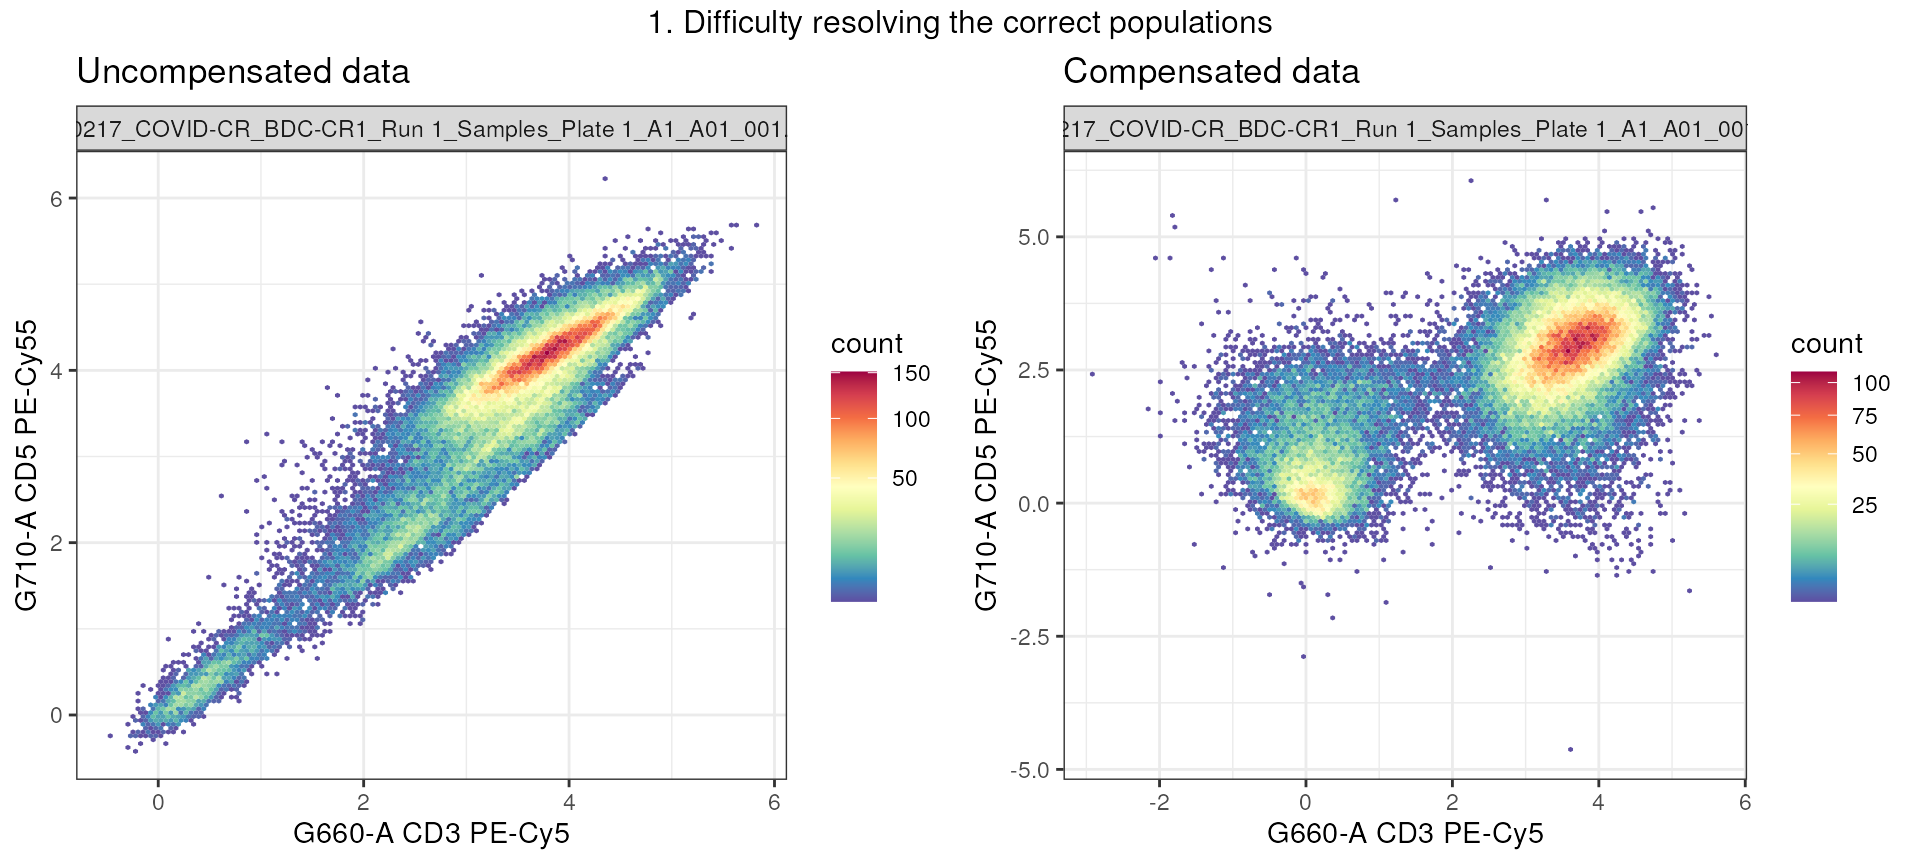 1. Difficulty resolving the correct populations
Uncompensated data
0217_COVID-CR_BDC-CR1_Run 1_Samples_Plate 1_A1_A01_001.
6
4
2
0
0
2
4
6
G710-A CD5 PE-Cy55
G660-A CD3 PE-Cy5
count
150
100
50
Compensated data
217_COVID-CR_BDC-CR1_Run 1_Samples_Plate 1_A1_A01_00
5.0
2.5
0.0
-2.5
-5.0
-2
0
2
4
6
G710-A CD5 PE-Cy55
G660-A CD3 PE-Cy5
count
100
75
50
25